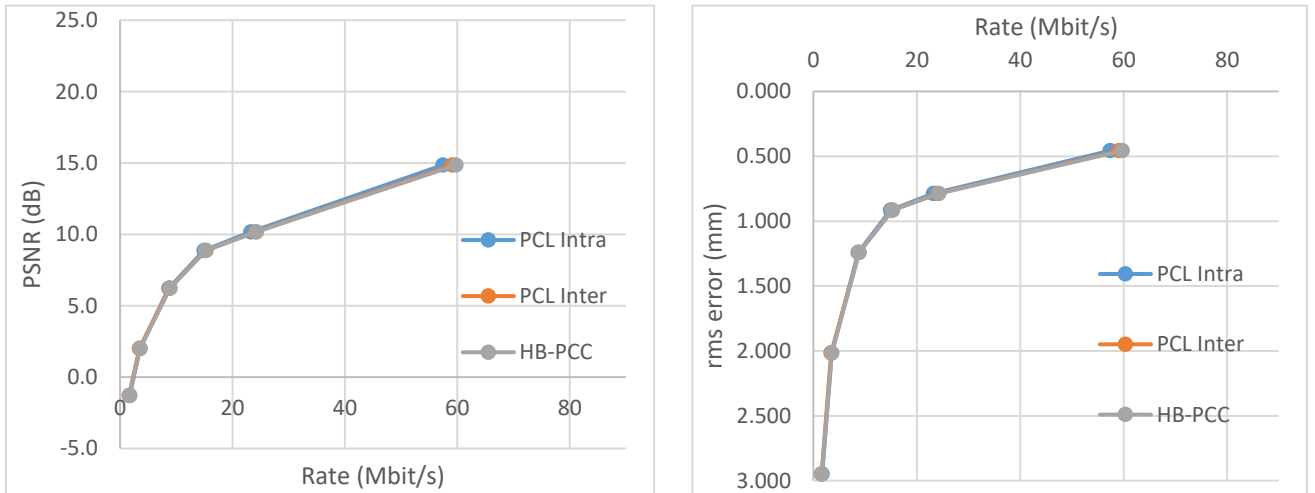 25.0
20.0
15.0
10.0
5.0
0.0
-5.0
0 20 40 60 80
PSNR (dB)
Rate (Mbit/s)
PCL Intra
PCL Inter
HB-PCC
Rate (Mbit/s)
0 20 40 60 80
0.000
0.500
1.000
1.500
2.000
2.500
3.000
rms error (mm)
PCL Intra
PCL Inter
HB-PCC